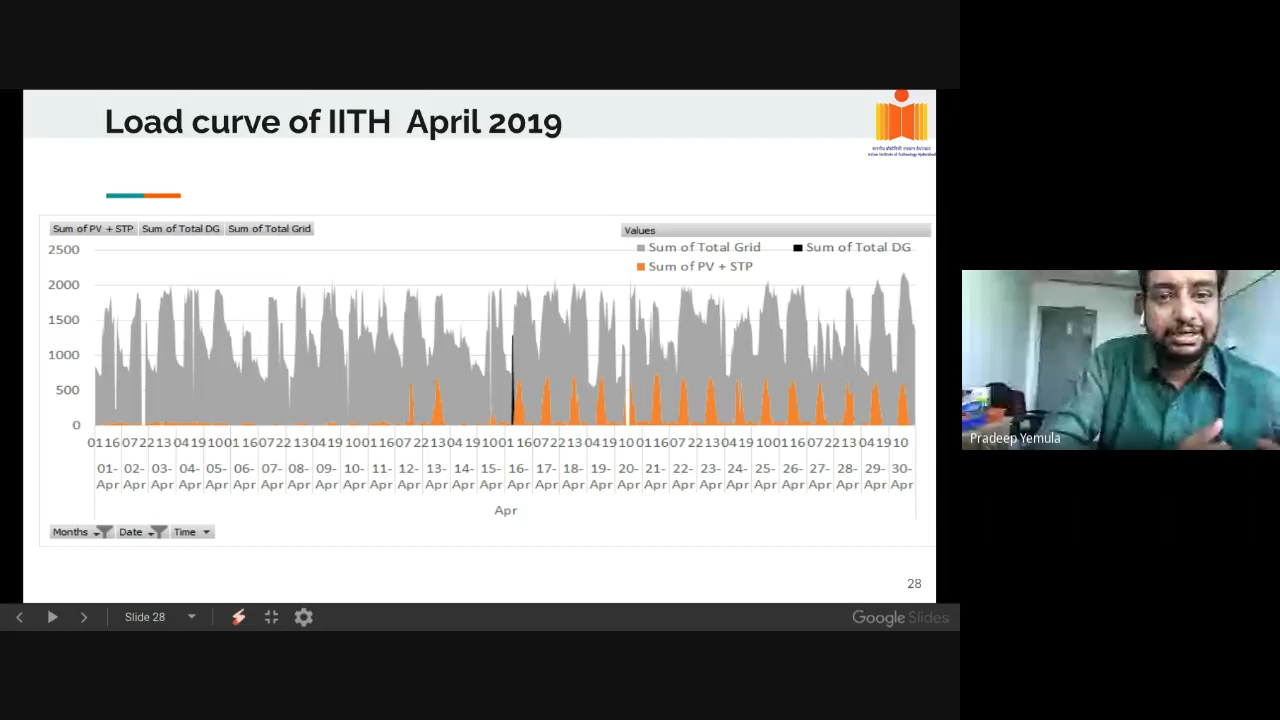 Load curve of IITH April 2019
Indian Institute of Technology Hyderabad
Sum of PV + STP Sum of Total DG Sum of Total Grid
Values
Sum of Total Grid Sum of Total DG
Sum of PV + STP
2500
2000
1500
1000
500
0
01 16 07 22 13 04 19 10 01 16 07 22 13 04 19 10 01 16 07 22 13 04 19 10 01 16 07 22 13 04 19 10 01 16 07 22 13 04 19 10 01 16 07 22 13 04 19 10
01- 02- 03- 04- 05- 06- 07- 08- 09- 10- 11- 12- 13- 14- 15- 16- 17- 18- 19- 20- 21- 22- 23- 24- 25- 26- 27- 28- 29- 30-
Apr Apr Apr Apr Apr Apr Apr Apr Apr Apr Apr Apr Apr Apr Apr Apr Apr Apr Apr Apr Apr Apr Apr Apr Apr Apr Apr Apr Apr Apr
Apr
Months Date Time
28
Slide 28
Google Slides
Pradeep Yemula